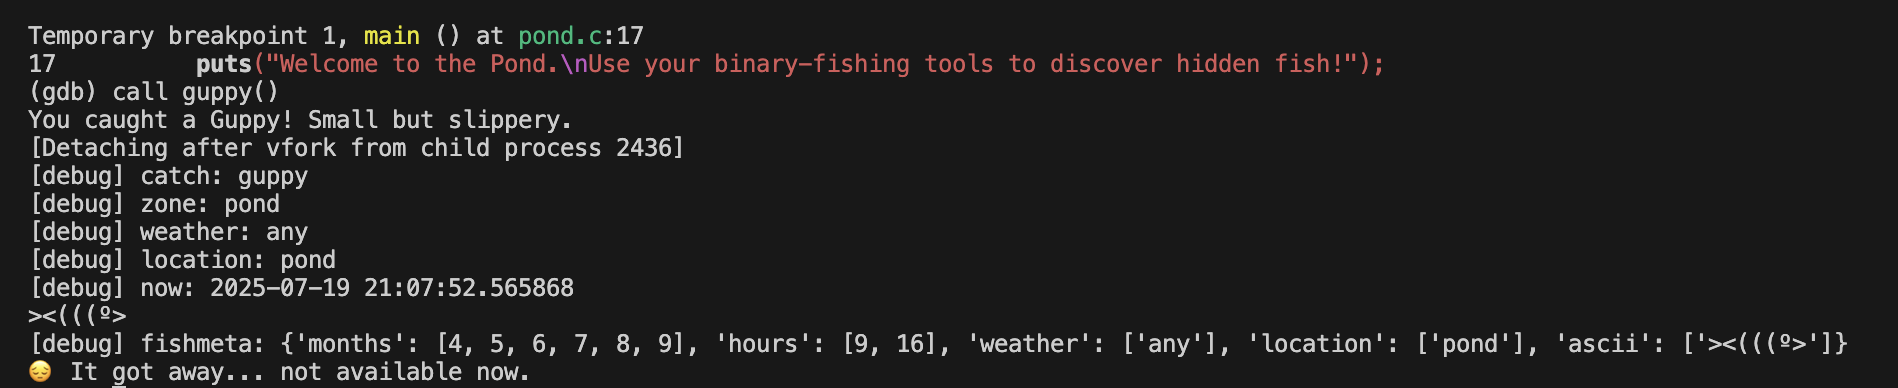 Temporary breakpoint 1, main () at pond.c:17
17          puts("Welcome to the Pond.\nUse your binary-fishing tools to discover hidden fish!");
(gdb) call guppy()
You caught a Guppy! Small but slippery.
[Detaching after vfork from child process 2436]
[debug] catch: guppy
[debug] zone: pond
[debug] weather: any
[debug] location: pond
[debug] now: 2025-07-19 21:07:52.565868
><(((º>
[debug] fishmeta: {'months': [4, 5, 6, 7, 8, 9], 'hours': [9, 16], 'weather': ['any'], 'location': ['pond'], 'ascii': ['><(((º>']}
😔 It got away... not available now.